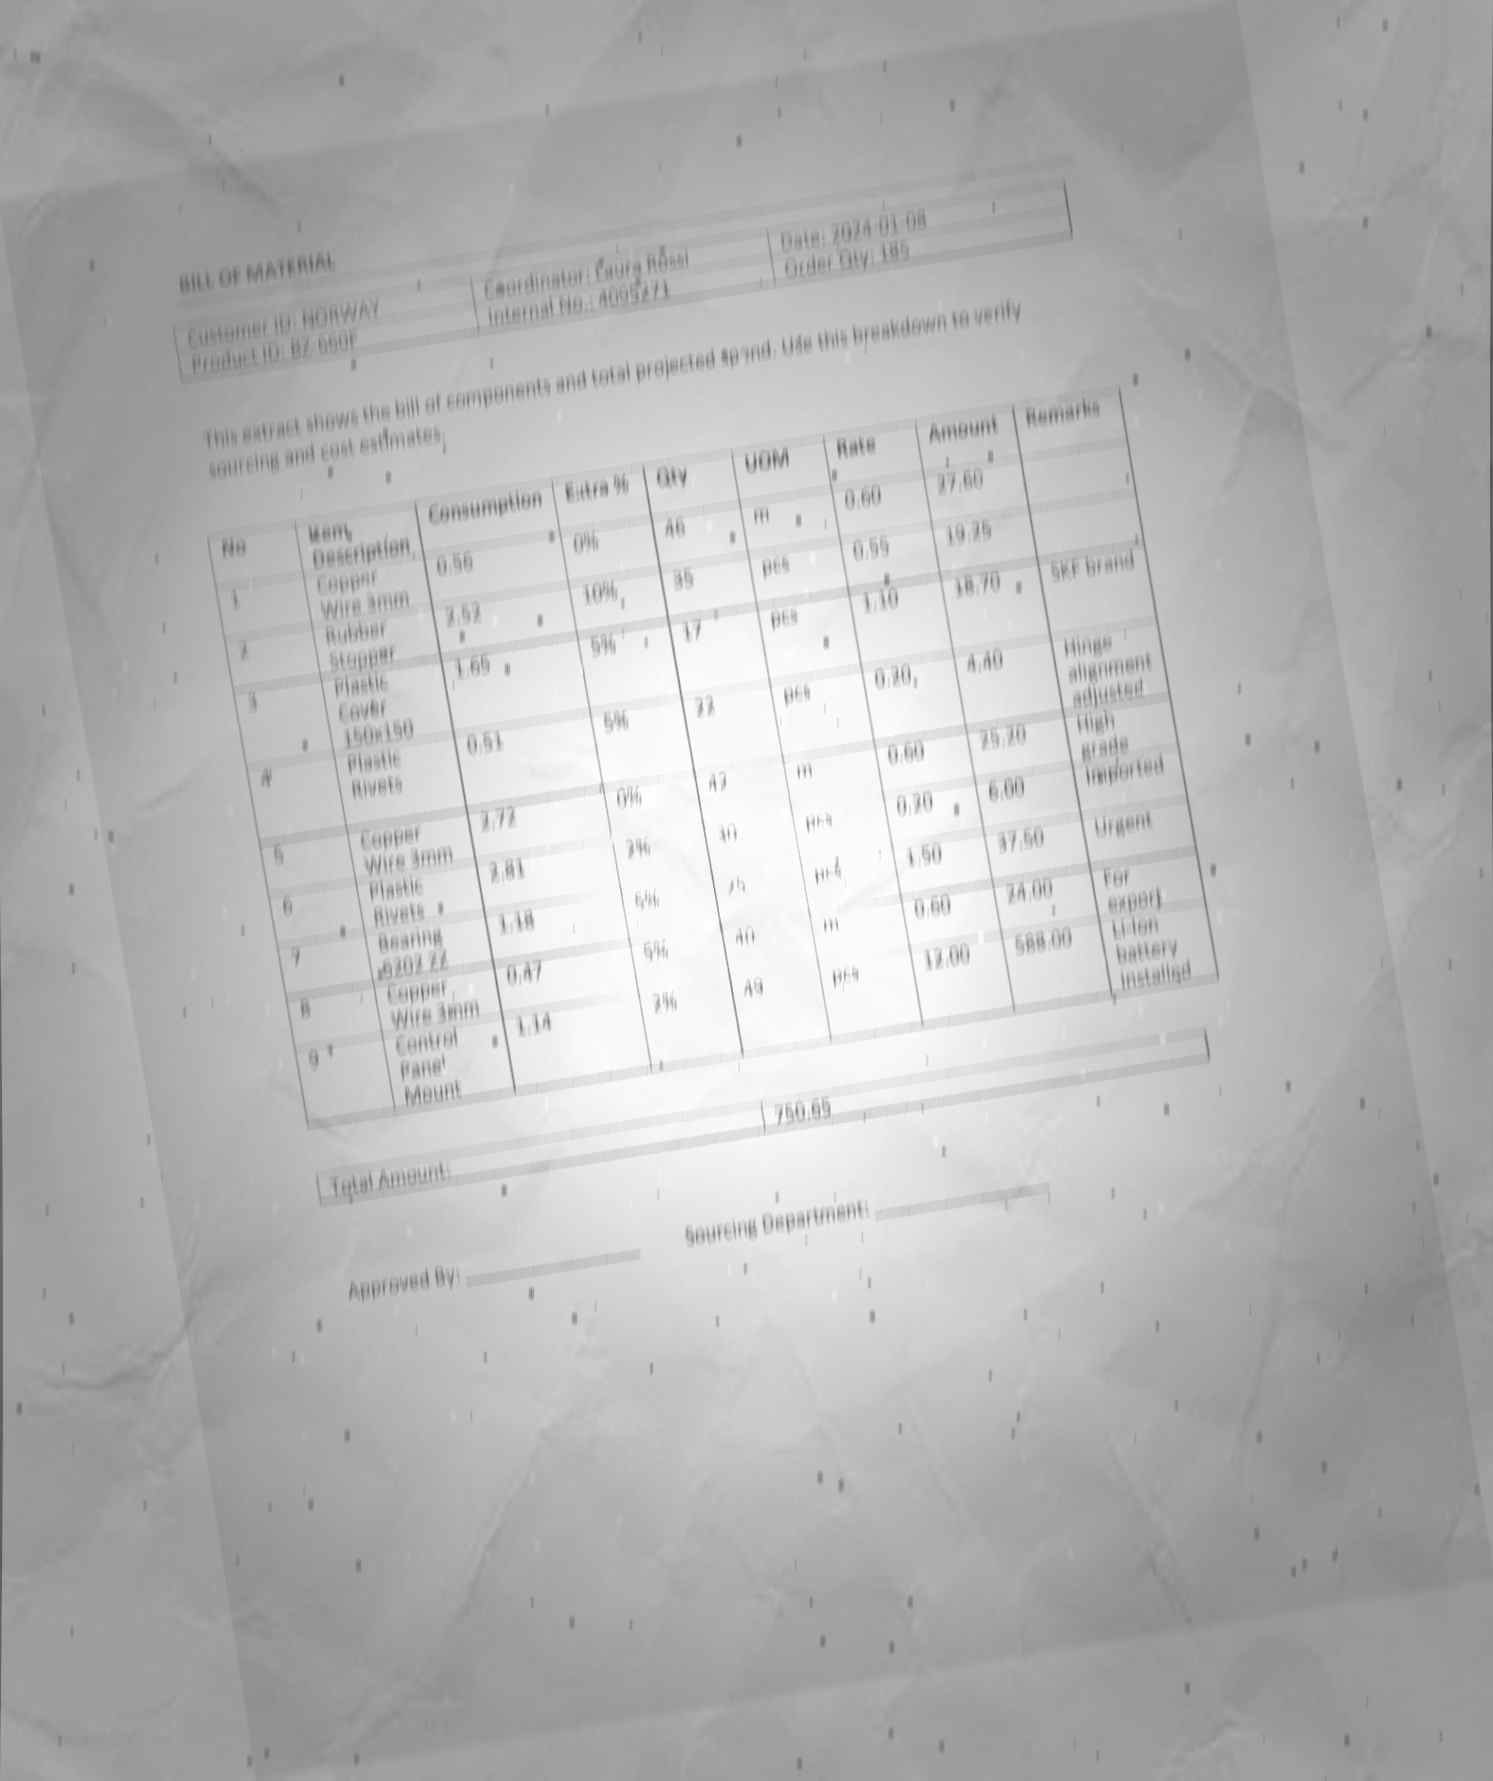 BILL OF MATERIAL
Customer ID: NORWAY
Product ID: BZ 660F
Coordinator: Laura Rossi
Internal No.: 4095271
Date: 2024-01-08
Order Qty: 185
This extract shows the bill of components and total projected spend. Use this breakdown to verify
sourcing and cost estimates.
No Item Description Consumption Extra % Qty UOM Rate Amount Remarks
1 Copper Wire 3mm 0.56 0% 46 m 0.60 27.60
2 Rubber Stopper 2.52 10% 35 pcs 0.55 19.25
3 Plastic Cover 150x150 1.65 5% 17 pcs 1.10 18.70 SKF brand
4 Plastic Rivets 0.51 5% 22 pcs 0.20 4.40 Hinge alignment adjusted
5 Copper Wire 3mm 2.72 0% 42 m 0.60 25.20 High grade
6 Plastic Rivets 2.81 2% 30 pcs 0.20 6.00 Imported
7 Bearing 6202 ZZ 1.18 5% 25 pcs 1.50 37.50 Urgent
8 Copper Wire 3mm 0.47 5% 40 m 0.60 24.00 For export
9 Control Panel Mount 1.14 2% 49 pcs 12.00 588.00 Li-Ion battery installed
Total Amount: 750.65
Approved By:
Sourcing Department: